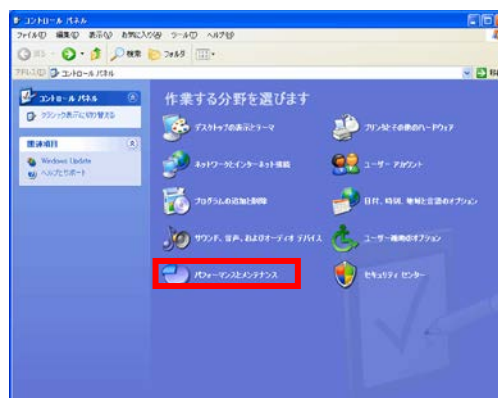 コントロール パネル
ファイル(F) 編集(E) 表示(V) お気に入り(A) ツール(T) ヘルプ(H)
戻る 検索 フォルダ
アドレス(D) コントロール パネル
コントロール パネル
クラシック表示に切り替える
関連項目
Windows Update
ヘルプとサポート
作業する分野を選びます
デスクトップの表示とテーマ
プリンタとその他のハードウェア
ネットワークとインターネット接続
ユーザー アカウント
プログラムの追加と削除
日付、時刻、地域と言語のオプション
サウンド、音声、およびオーディオ デバイス
ユーザー補助のオプション
パフォーマンスとメンテナンス
セキュリティ センター